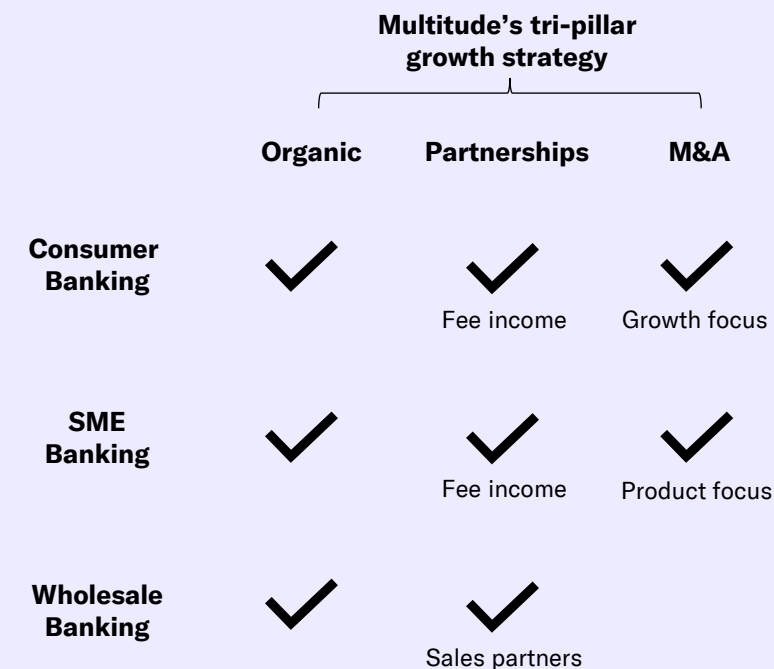 Multitude's tri-pillar
growth strategy
Organic Partnerships M&A
Consumer
Banking
Fee income Growth focus
SME
Banking
Fee income Product focus
Wholesale
Banking
Sales partners